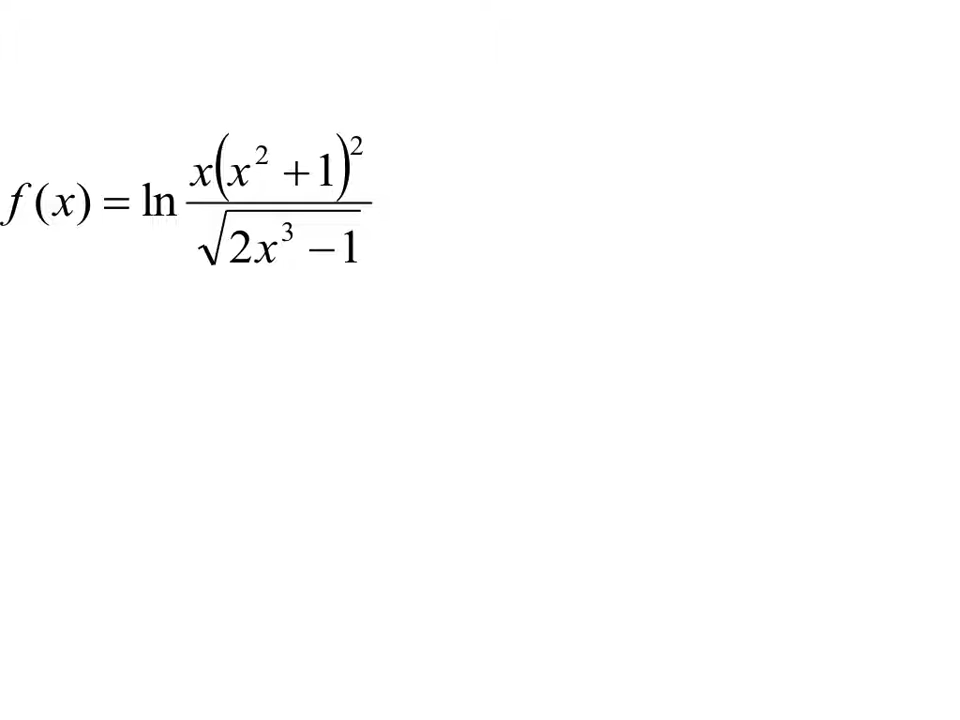 f(x) = ln x(x² + 1)² / √(2x³ − 1)